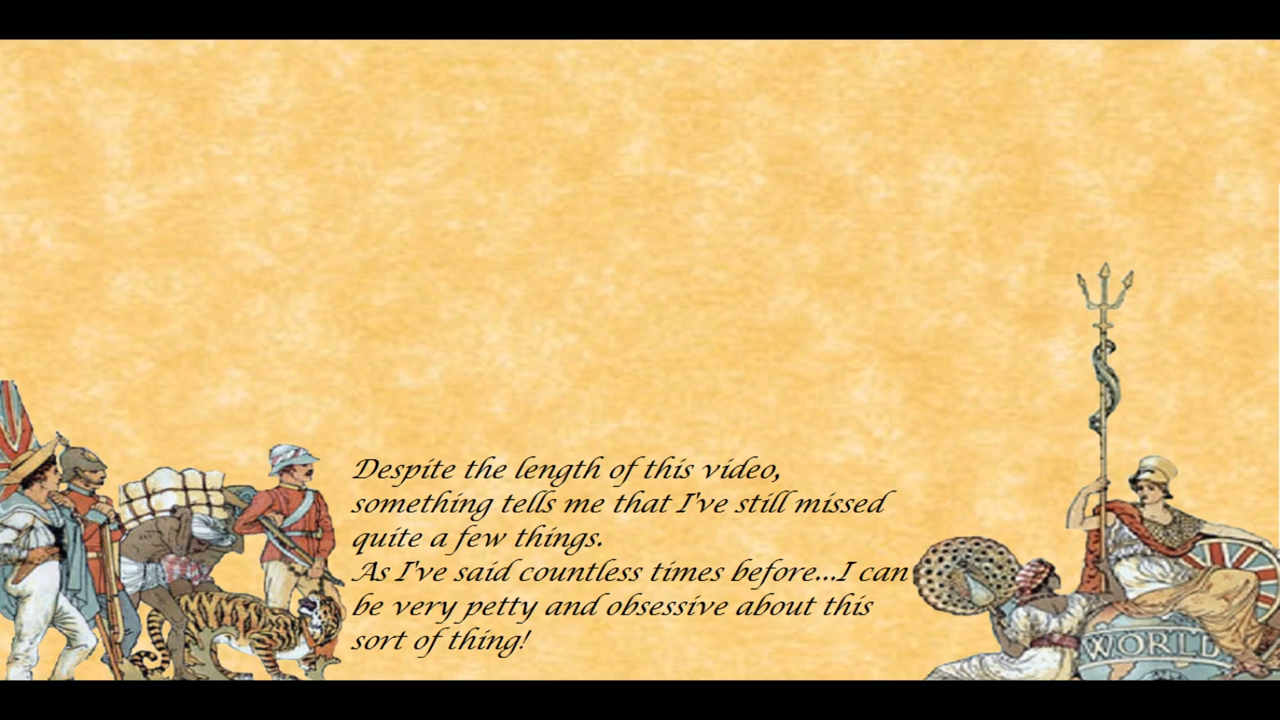 Despite the length of this video,
something tells me that I've still missed
quite a few things.
As I've said countless times before...I can
be very petty and obsessive about this
sort of thing!
WORLD